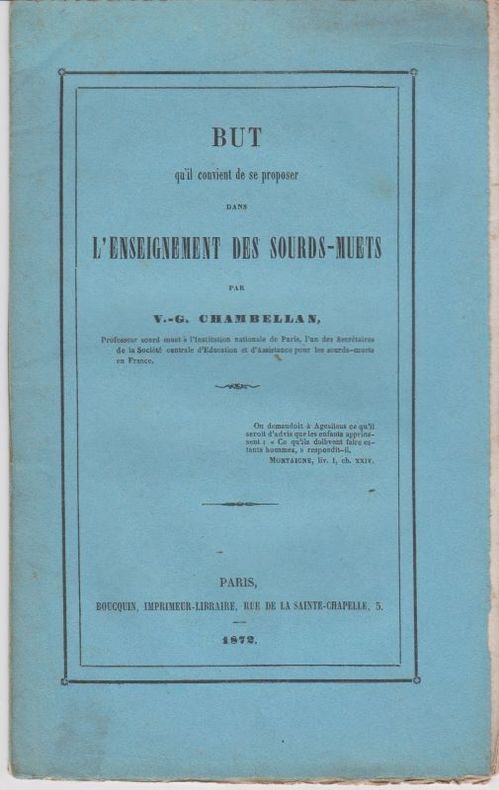 BUT
qu'il convient de se proposer
DANS
L'ENSEIGNEMENT DES SOURDS-MUETS
PAR
V.-G. CHAMBELLAN,
Professeur sourd muet à l'Institution nationale de Paris, l'un des Secrétaires
de la Société centrale d'Education et d'Assistance pour les sourds-muets
en France.
On demandoit à Agesilaus ce qu'il
seroit d'advis que les enfants apprins-
sent : « Ce qu'ils doibvent faire es-
tants hommes, » respondit-il.
MONTAIGNE, liv. I, ch. XXIV.
PARIS,
BOUCQUIN, IMPRIMEUR-LIBRAIRE, RUE DE LA SAINTE-CHAPELLE, 5.
1872.